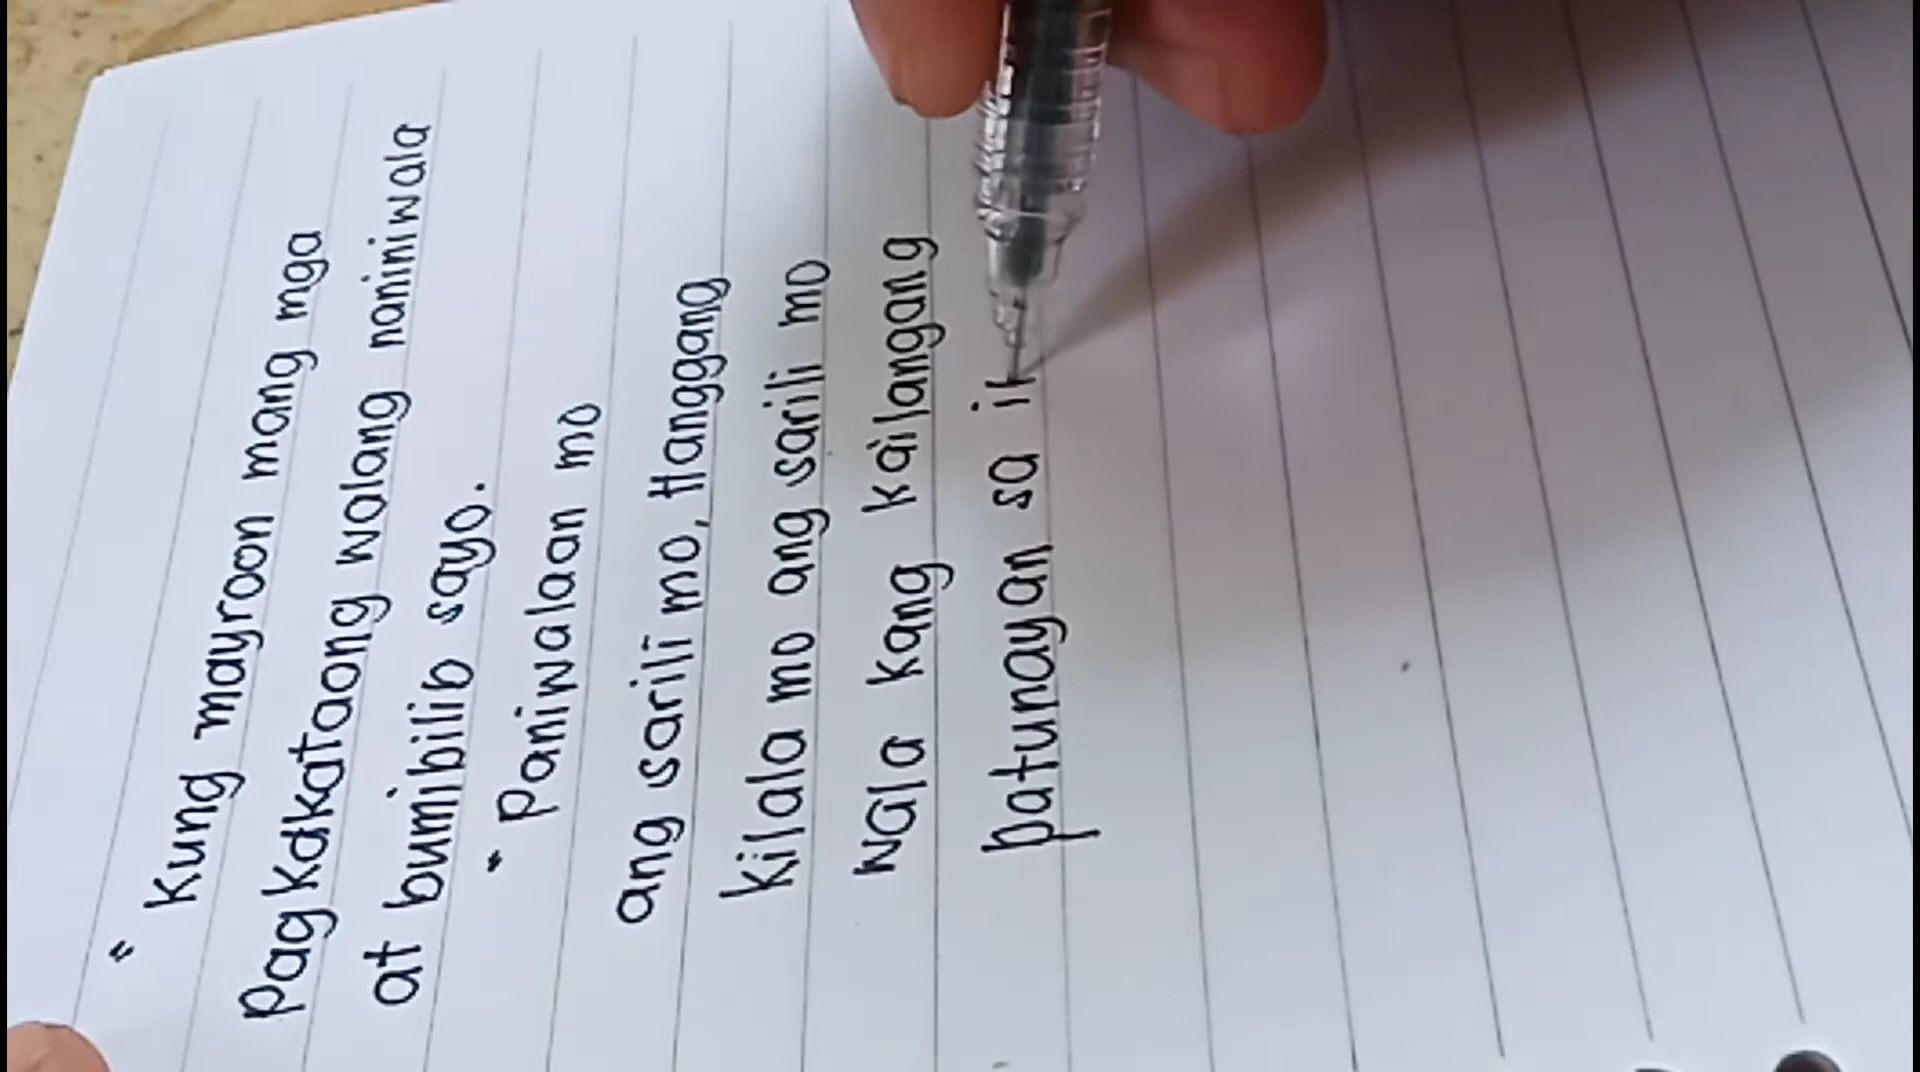 " Kung mayroon mang mga
pagkakataong walang naniniwala
at bumibilib sayo.
" Paniwalaan mo
ang sarili mo, Hanggang
kilala mo ang sarili mo
wala kang kailangang
patunayan sa